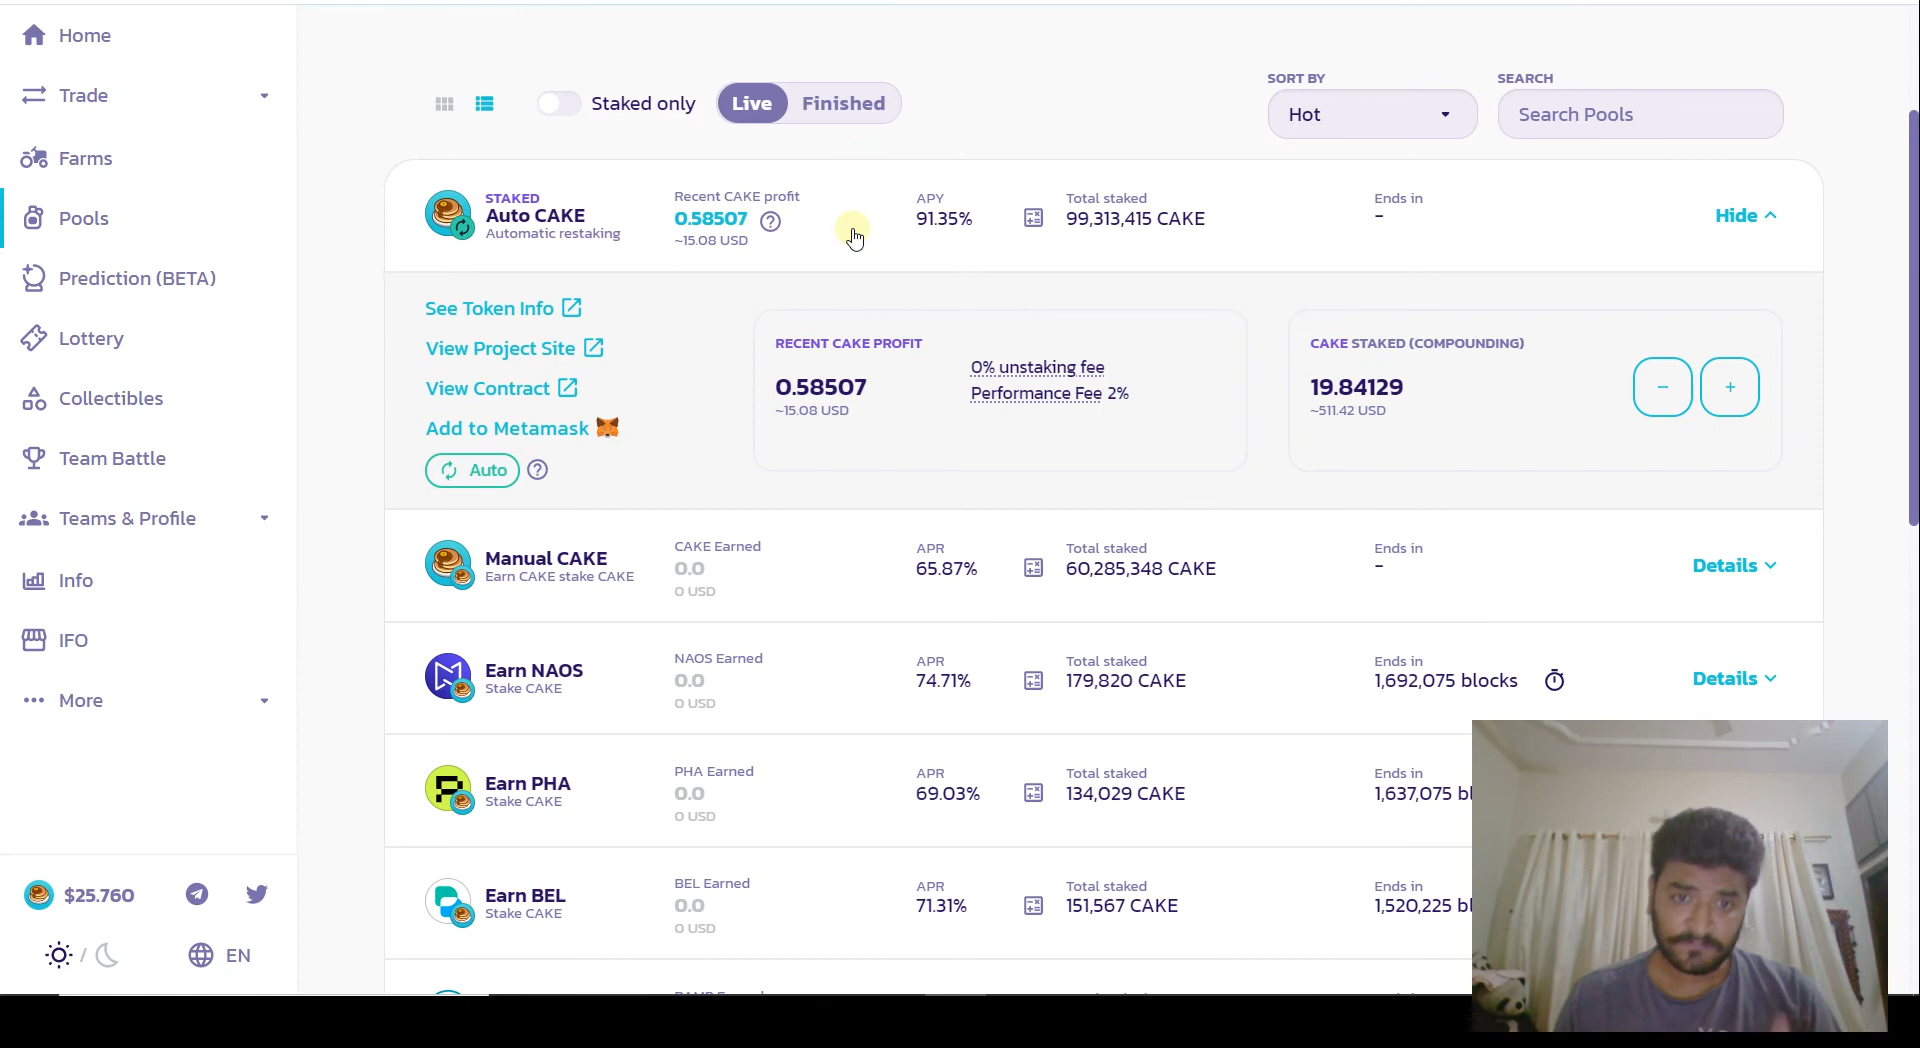 Home
Trade
Farms
Pools
Prediction (BETA)
Lottery
Collectibles
Team Battle
Teams & Profile
Info
IFO
More
$25.760
EN
Staked only
Live
Finished
SORT BY
Hot
SEARCH
Search Pools
STAKED
Auto CAKE
Automatic restaking
Recent CAKE profit
0.58507
~15.08 USD
APY
91.35%
Total staked
99,313,415 CAKE
Ends in
-
Hide
See Token Info
View Project Site
View Contract
Add to Metamask
Auto
RECENT CAKE PROFIT
0.58507
~15.08 USD
0% unstaking fee
Performance Fee 2%
CAKE STAKED (COMPOUNDING)
19.84129
~511.42 USD
-
+
Manual CAKE
Earn CAKE stake CAKE
CAKE Earned
0.0
0 USD
APR
65.87%
Total staked
60,285,348 CAKE
Ends in
-
Details
Earn NAOS
Stake CAKE
NAOS Earned
0.0
0 USD
APR
74.71%
Total staked
179,820 CAKE
Ends in
1,692,075 blocks
Details
Earn PHA
Stake CAKE
PHA Earned
0.0
0 USD
APR
69.03%
Total staked
134,029 CAKE
Ends in
1,637,075 bl
Earn BEL
Stake CAKE
BEL Earned
0.0
0 USD
APR
71.31%
Total staked
151,567 CAKE
Ends in
1,520,225 bl